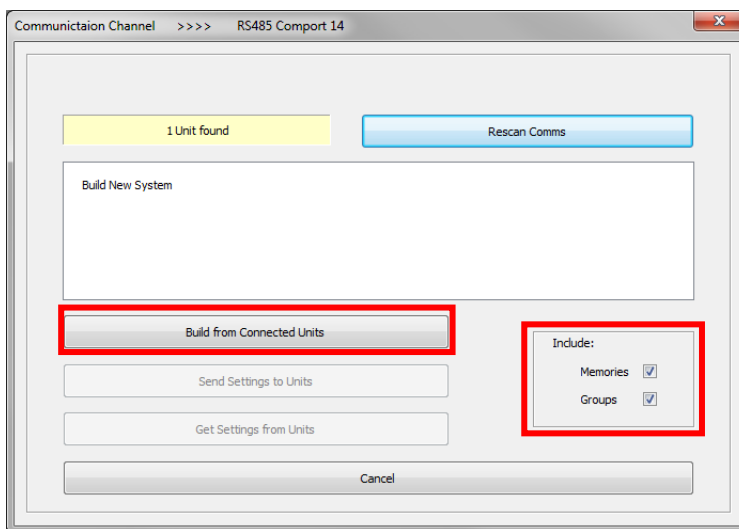 Communictaion Channel >>>> RS485 Comport 14
1 Unit found
Rescan Comms
Build New System
Build from Connected Units
Include:
Memories
Groups
Send Settings to Units
Get Settings from Units
Cancel